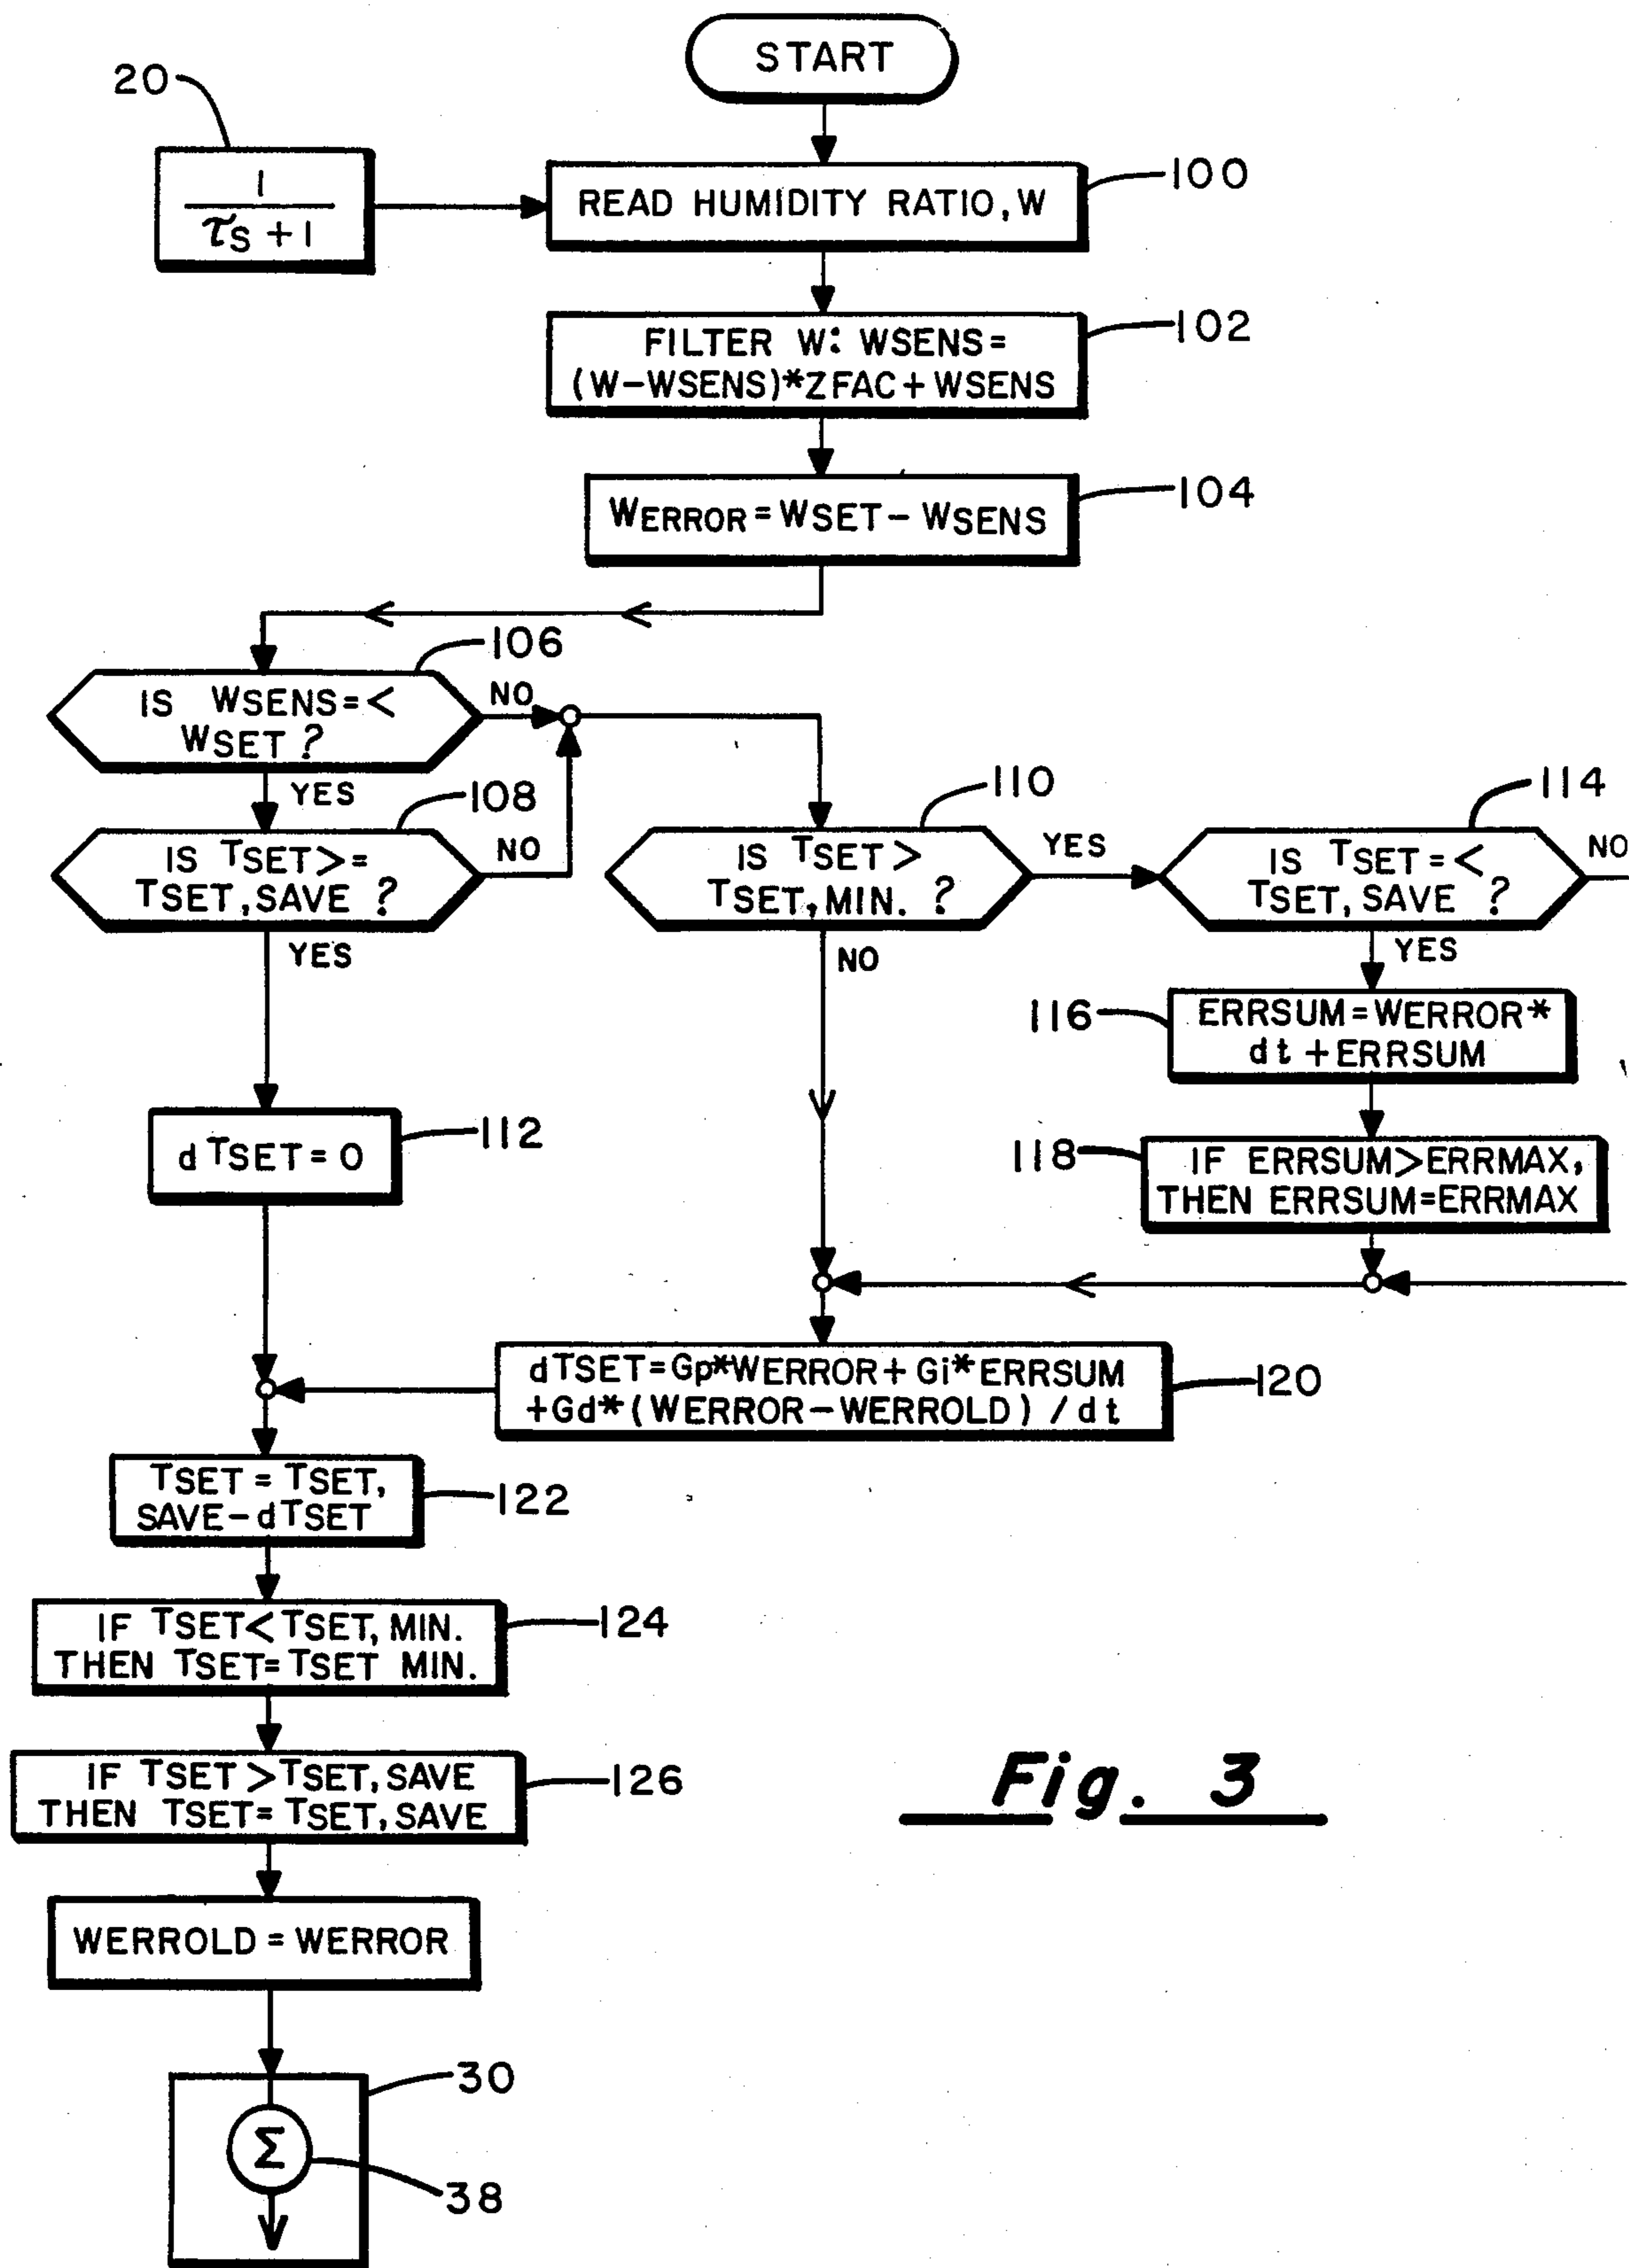 START
20
1
τS + 1
READ HUMIDITY RATIO, W
100
FILTER W: WSENS=
(W-WSENS)*ZFAC+WSENS
102
WERROR=WSET-WSENS
104
106
IS WSENS=<
WSET ?
NO
YES
108
IS TSET>=
TSET,SAVE ?
NO
YES
110
IS TSET>
TSET,MIN. ?
YES
NO
114
IS TSET=<
TSET,SAVE ?
NO
YES
116
ERRSUM=WERROR*
dt+ERRSUM
118
IF ERRSUM>ERRMAX,
THEN ERRSUM=ERRMAX
dTSET=0
112
dTSET=Gp*WERROR+Gi*ERRSUM
+Gd*(WERROR-WERROLD)/dt
120
TSET=TSET,
SAVE-dTSET
122
IF TSET<TSET,MIN.
THEN TSET=TSET MIN.
124
IF TSET>TSET,SAVE
THEN TSET=TSET,SAVE
126
WERROLD=WERROR
30
Σ
38
Fig. 3